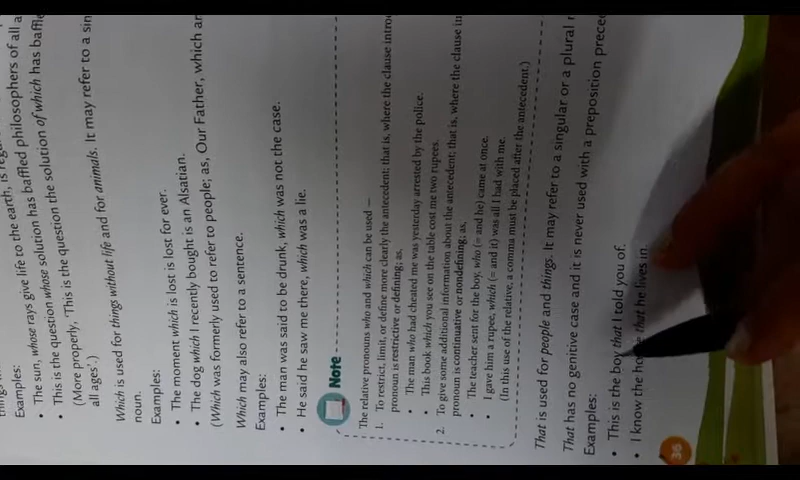 things
Examples:
• The sun, whose rays give life to the earth, is
• This is the question whose solution has baffled philosophers of all a
(More properly, 'This is the question the solution of which has baffle
all ages'.)
Which is used for things without life and for animals. It may refer to a sin
noun.
Examples:
• The moment which is lost is lost for ever.
• The dog which I recently bought is an Alsatian.
(Which was formerly used to refer to people; as, Our Father, which ar
Which may also refer to a sentence.
Examples:
• The man was said to be drunk, which was not the case.
• He said he saw me there, which was a lie.
Note
The relative pronouns who and which can be used —
1. To restrict, limit, or define more clearly the antecedent; that is, where the clause introd
pronoun is restrictive or defining; as,
• The man who had cheated me was yesterday arrested by the police.
• This book which you see on the table cost me two rupees.
2. To give some additional information about the antecedent; that is, where the clause in
pronoun is continuative or nondefining; as,
• The teacher sent for the boy, who (= and he) came at once.
• I gave him a rupee, which (= and it) was all I had with me.
(In this use of the relative, a comma must be placed after the antecedent.)
That is used for people and things. It may refer to a singular or a plural n
That has no genitive case and it is never used with a preposition preced
Examples:
• This is the boy that I told you of.
• I know the house that he lives in.
36